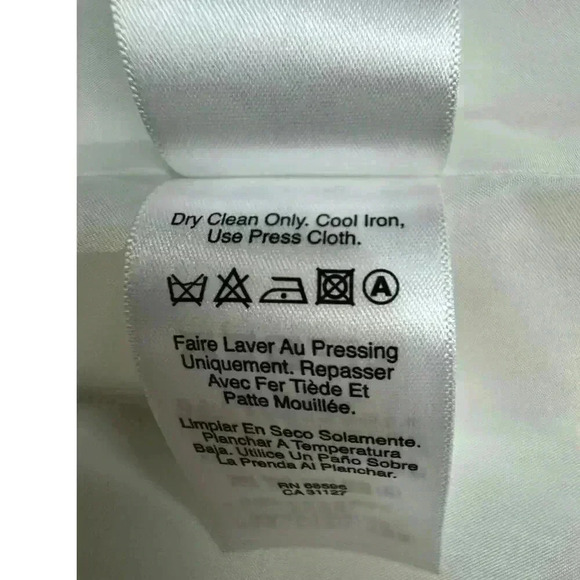 Dry Clean Only. Cool Iron,
Use Press Cloth.
A
Faire Laver Au Pressing
Uniquement. Repasser
Avec Fer Tiède Et
Patte Mouillée.
Limpiar En Seco Solamente.
Planchar A Temperatura
Baja. Utilice Un Paño Sobre
La Prenda Al Planchar.
RN 68595
CA 31127